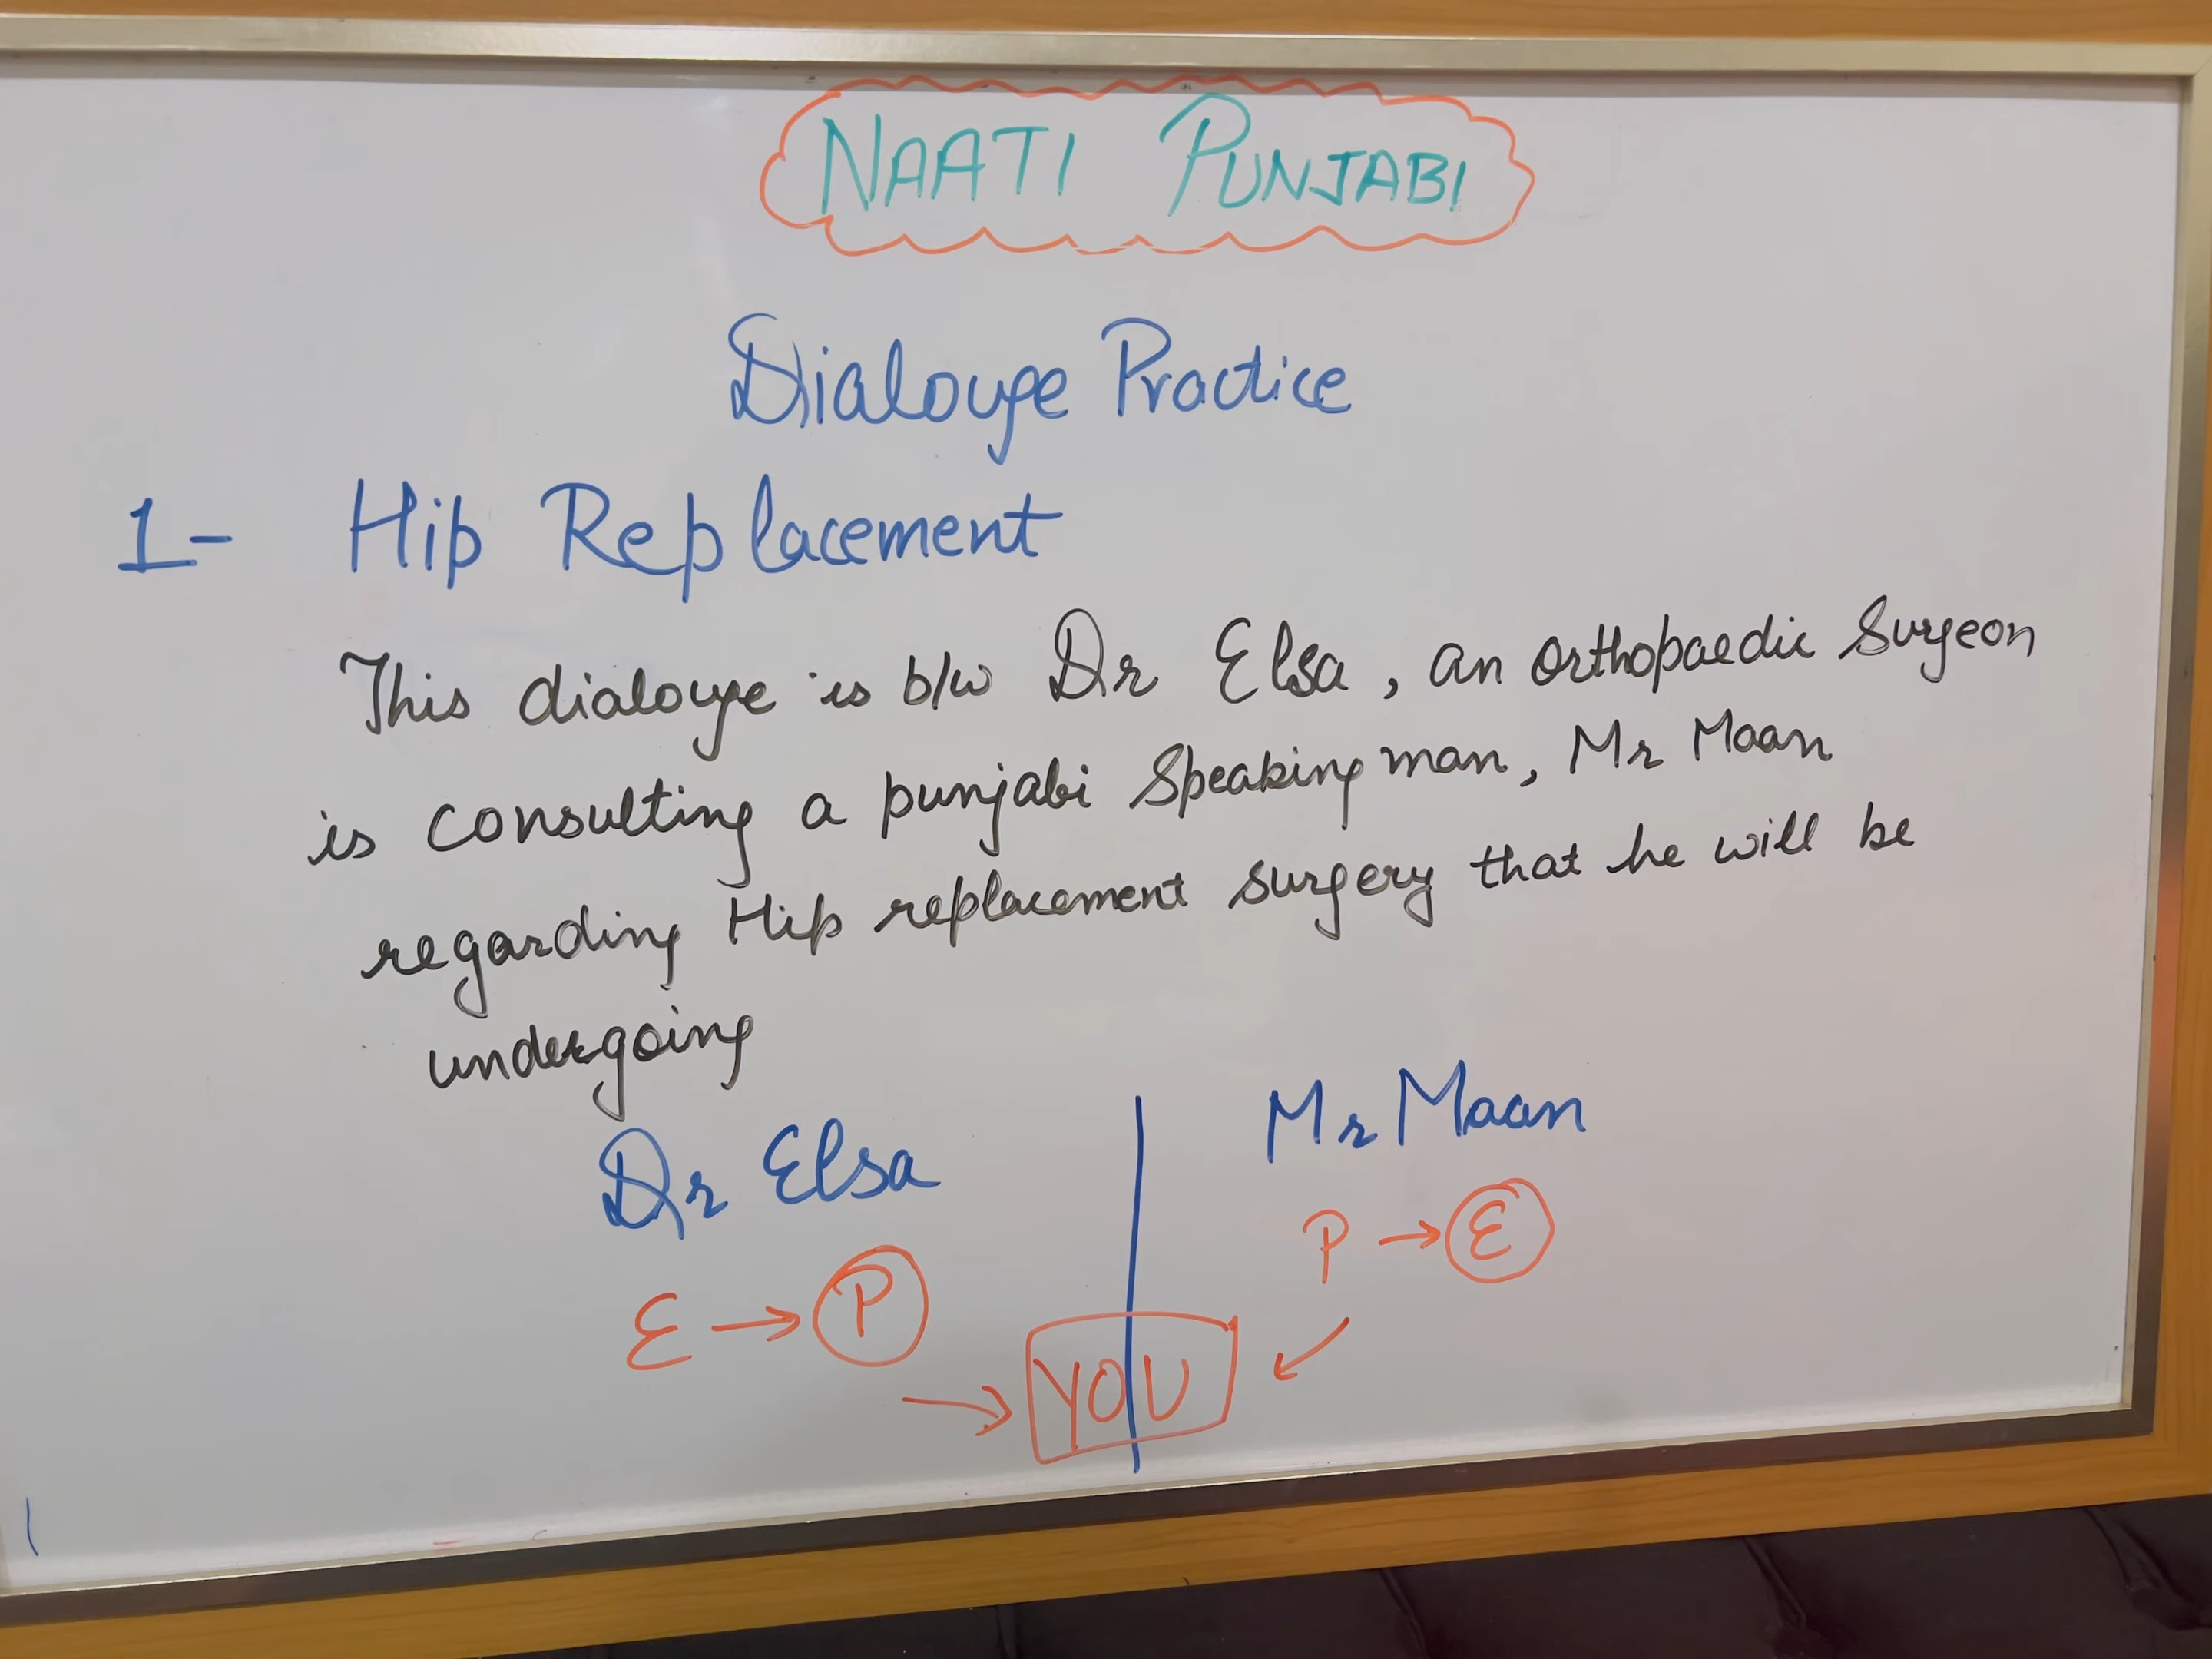 NAATI PUNJABI
Dialouge Practice
1- Hip Replacement
This dialouge is b/w Dr Elsa, an orthopaedic Surgeon
is consulting a punjabi Speaking man, Mr Maan
regarding Hip replacement surgery that he will be
undergoing
Dr Elsa
Mr Maan
E → P
P → E
YOU